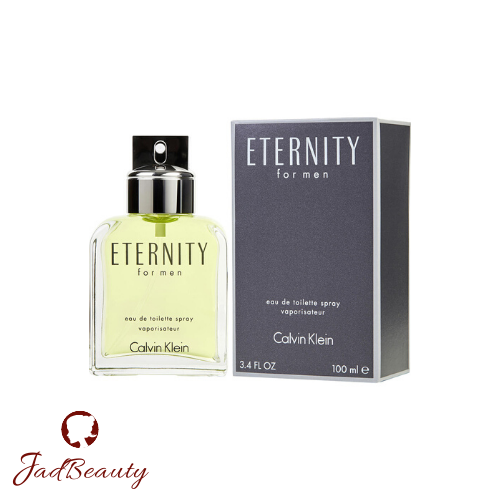 ETERNITY
for men
eau de toilette spray
vaporisateur
Calvin Klein
ETERNITY
for men
eau de toilette spray
vaporisateur
Calvin Klein
3.4 FL OZ 100 ml e
JadBeauty